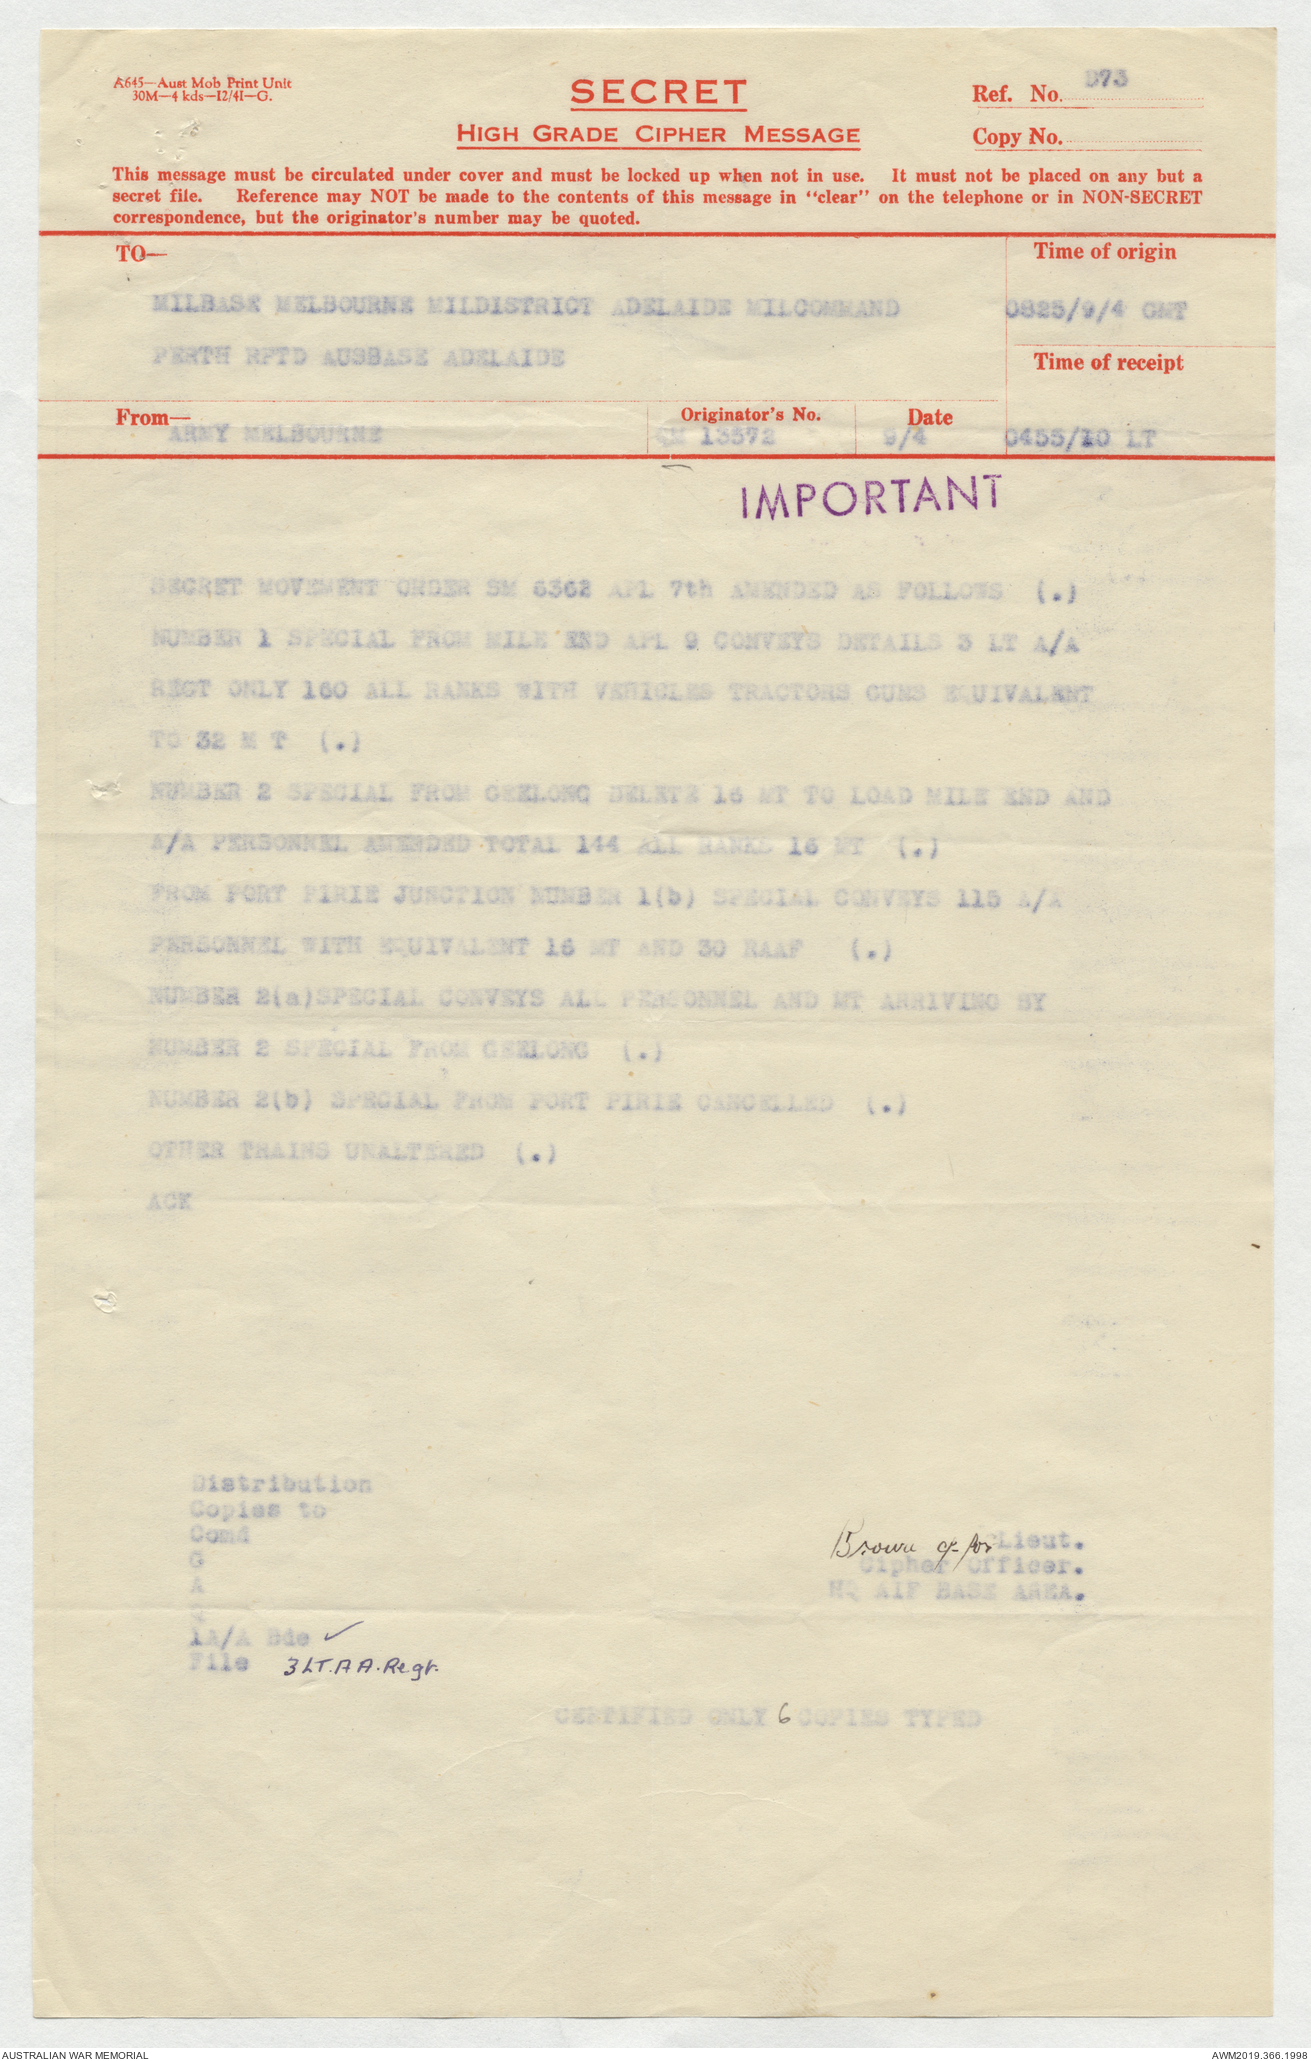 A645—Aust Mob Print Unit
30M—4 kds—12/41—G.
SECRET
HIGH GRADE CIPHER MESSAGE
Ref. No. D73
Copy No.
This message must be circulated under cover and must be locked up when not in use. It must not be placed on any but a
secret file. Reference may NOT be made to the contents of this message in "clear" on the telephone or in NON-SECRET
correspondence, but the originator's number may be quoted.
TO—
Time of origin
MILBASE MELBOURNE MILDISTRICT ADELAIDE MILCOMMAND
0825/9/4 GMT
PERTH RPTD AUSBASE ADELAIDE
Time of receipt
From—
Originator's No.
Date
ARMY MELBOURNE
13572
9/4
0455/10 LT
IMPORTANT
SECRET MOVEMENT ORDER SM 6362 APL 7th AMENDED AS FOLLOWS (.)
NUMBER 1 SPECIAL FROM MILE END APL 9 CONVEYS DETAILS 3 LT A/A
REGT ONLY 160 ALL RANKS WITH VEHICLES TRACTORS GUNS EQUIVALENT
TO 32 M T (.)
NUMBER 2 SPECIAL FROM GEELONG DELETE 16 MT TO LOAD MILE END AND
A/A PERSONNEL AMENDED TOTAL 144 ALL RANKS 16 MT (.)
FROM PORT PIRIE JUNCTION NUMBER 1(b) SPECIAL CONVEYS 115 A/A
PERSONNEL WITH EQUIVALENT 16 MT AND 30 RAAF (.)
NUMBER 2(a)SPECIAL CONVEYS ALL PERSONNEL AND MT ARRIVING BY
NUMBER 2 SPECIAL FROM GEELONG (.)
NUMBER 2(b) SPECIAL FROM PORT PIRIE CANCELLED (.)
OTHER TRAINS UNALTERED (.)
ACK
Distribution
Copies to
Comd
G
A
Q
1A/A Bde ✓
File 3 LT. A A. Regt.
Brown for Lieut.
Cipher Officer.
HQ AIF BASE AREA.
CERTIFIED ONLY 6 COPIES TYPED
AUSTRALIAN WAR MEMORIAL
AWM2019.366.1998